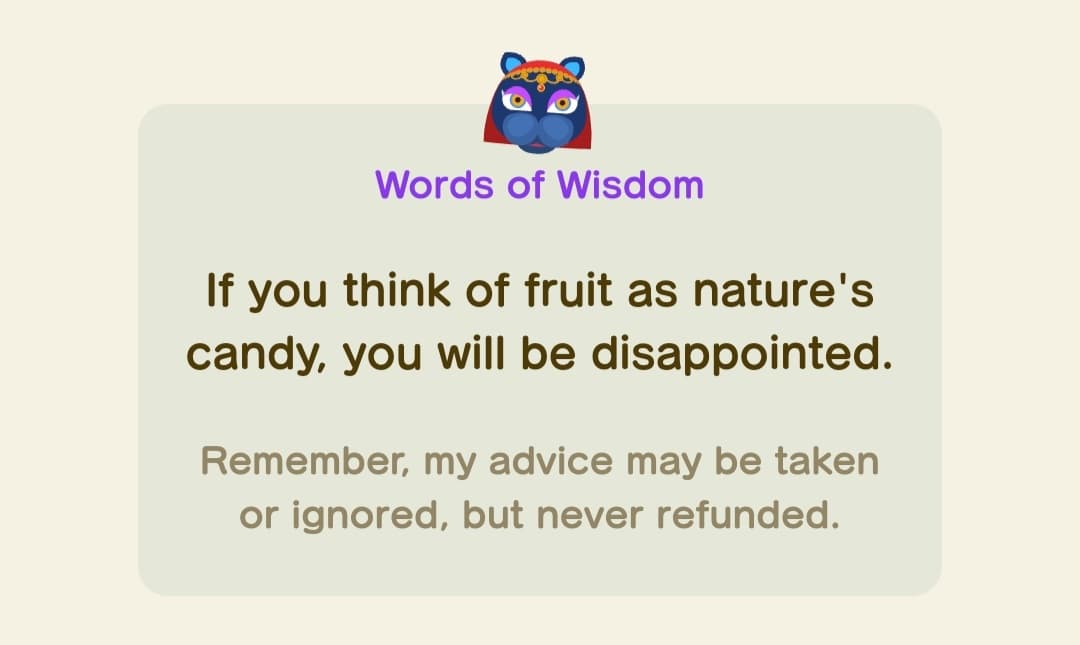 Words of Wisdom
If you think of fruit as nature's
candy, you will be disappointed.
Remember, my advice may be taken
or ignored, but never refunded.